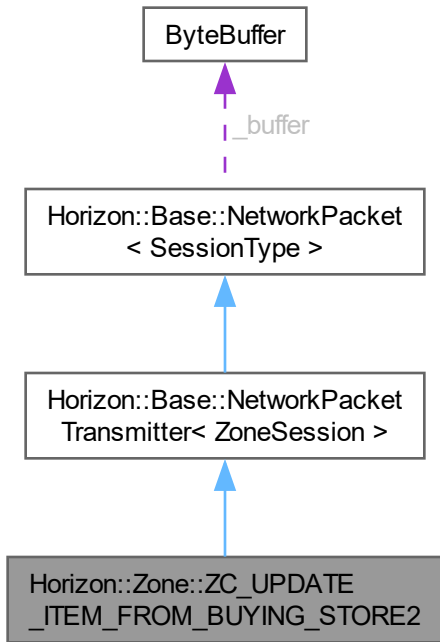 ByteBuffer
_buffer
Horizon::Base::NetworkPacket
< SessionType >
Horizon::Base::NetworkPacket
Transmitter< ZoneSession >
Horizon::Zone::ZC_UPDATE
_ITEM_FROM_BUYING_STORE2